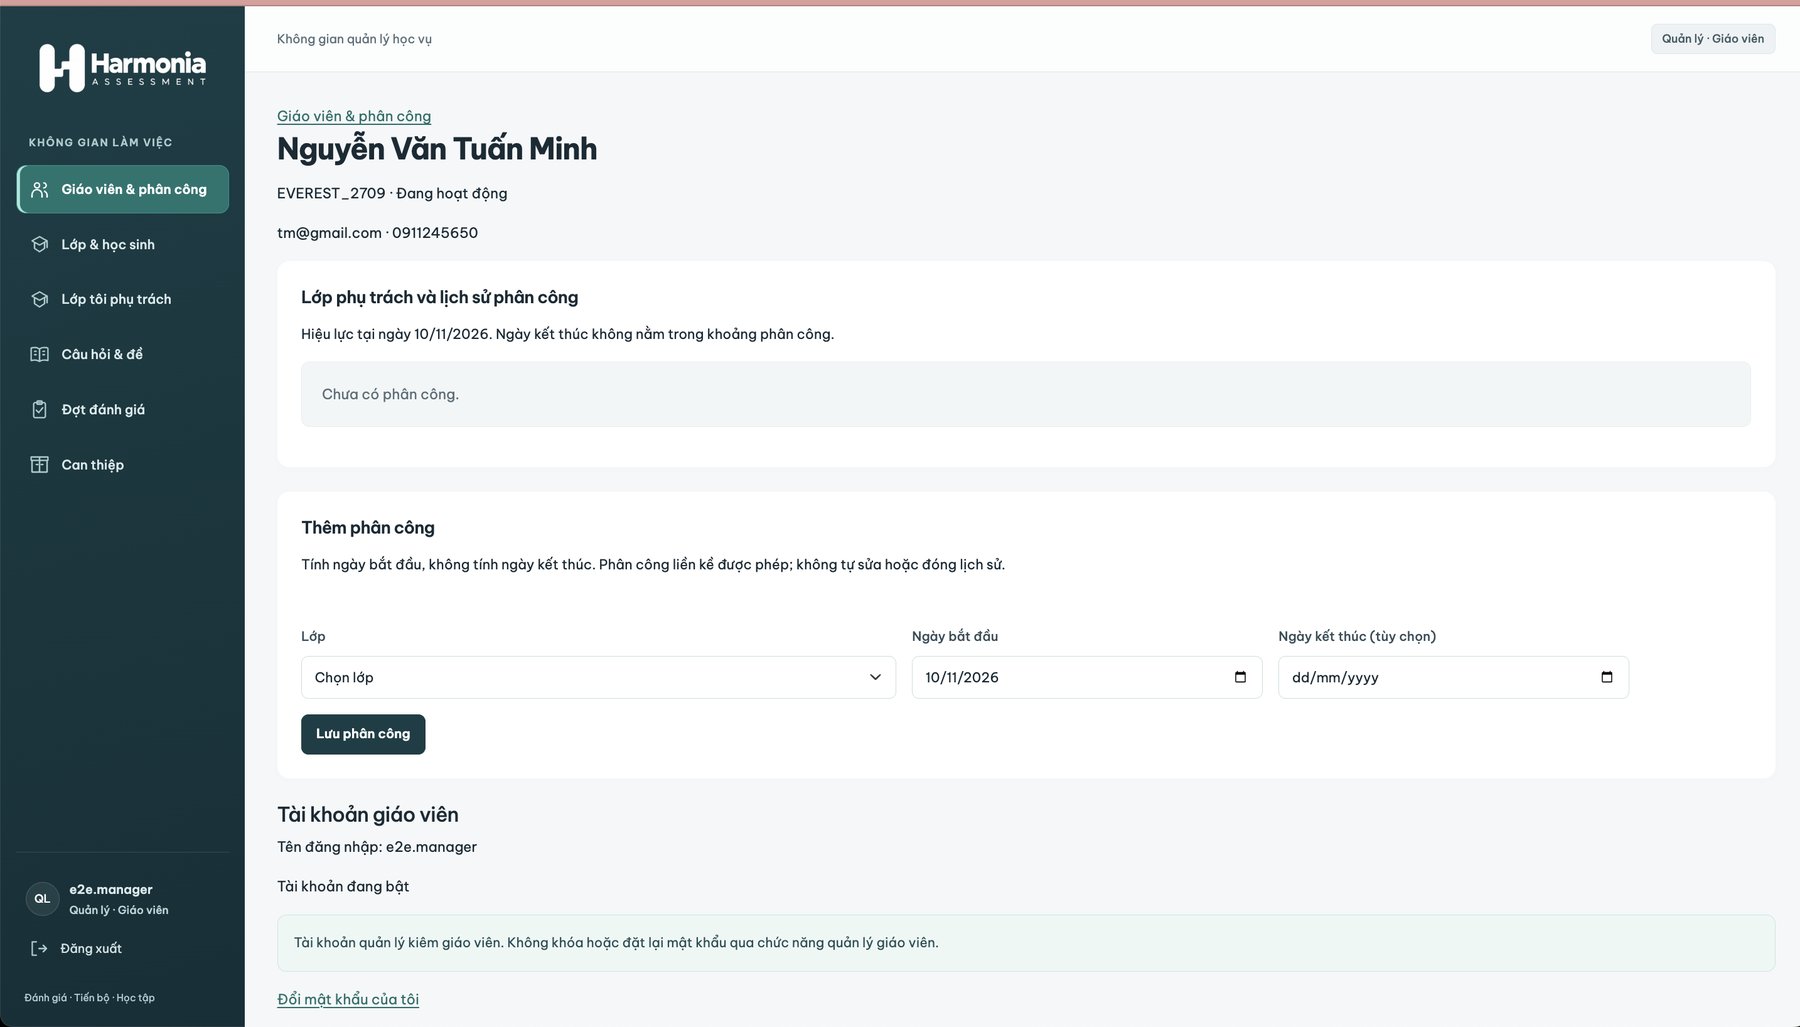 Harmonia
ASSESSMENT
KHÔNG GIAN LÀM VIỆC
Giáo viên & phân công
Lớp & học sinh
Lớp tôi phụ trách
Câu hỏi & đề
Đợt đánh giá
Can thiệp
QL
e2e.manager
Quản lý · Giáo viên
Đăng xuất
Đánh giá · Tiến bộ · Học tập
Không gian quản lý học vụ
Quản lý · Giáo viên
Giáo viên & phân công
Nguyễn Văn Tuấn Minh
EVEREST_2709 · Đang hoạt động
tm@gmail.com · 0911245650
Lớp phụ trách và lịch sử phân công
Hiệu lực tại ngày 10/11/2026. Ngày kết thúc không nằm trong khoảng phân công.
Chưa có phân công.
Thêm phân công
Tính ngày bắt đầu, không tính ngày kết thúc. Phân công liền kề được phép; không tự sửa hoặc đóng lịch sử.
Lớp
Ngày bắt đầu
Ngày kết thúc (tùy chọn)
Chọn lớp
10/11/2026
dd/mm/yyyy
Lưu phân công
Tài khoản giáo viên
Tên đăng nhập: e2e.manager
Tài khoản đang bật
Tài khoản quản lý kiêm giáo viên. Không khóa hoặc đặt lại mật khẩu qua chức năng quản lý giáo viên.
Đổi mật khẩu của tôi